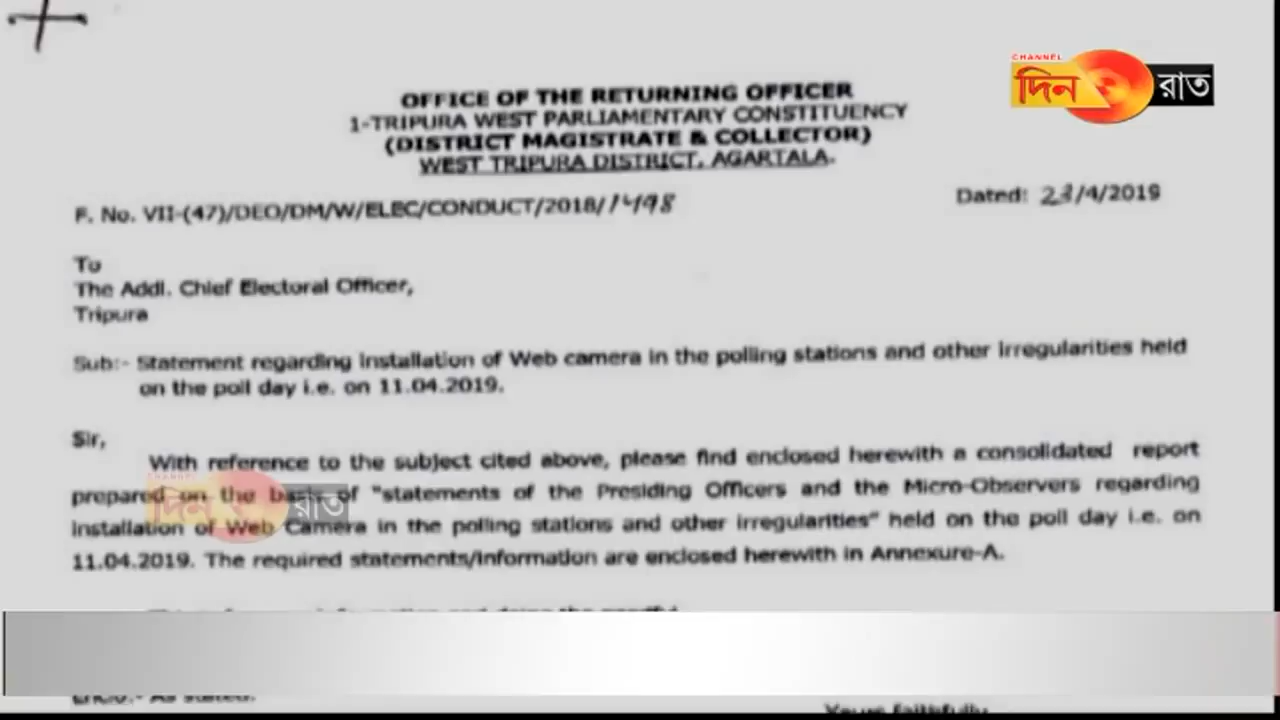 CHANNEL
দিন রাত
OFFICE OF THE RETURNING OFFICER
1-TRIPURA WEST PARLIAMENTARY CONSTITUENCY
(DISTRICT MAGISTRATE & COLLECTOR)
WEST TRIPURA DISTRICT, AGARTALA.
F. No. VII-(47)/DEO/DM/W/ELEC/CONDUCT/2018/1498
Dated: 23/4/2019
To
The Addl. Chief Electoral Officer,
Tripura
Sub:- Statement regarding installation of Web camera in the polling stations and other irregularities held
on the poll day i.e. on 11.04.2019.
Sir,
With reference to the subject cited above, please find enclosed herewith a consolidated report
prepared on the basis of "statements of the Presiding Officers and the Micro-Observers regarding
installation of Web Camera in the polling stations and other irregularities" held on the poll day i.e. on
11.04.2019. The required statements/information are enclosed herewith in Annexure-A.
দিন রাত
Enclo:- As stated.
Yours faithfully